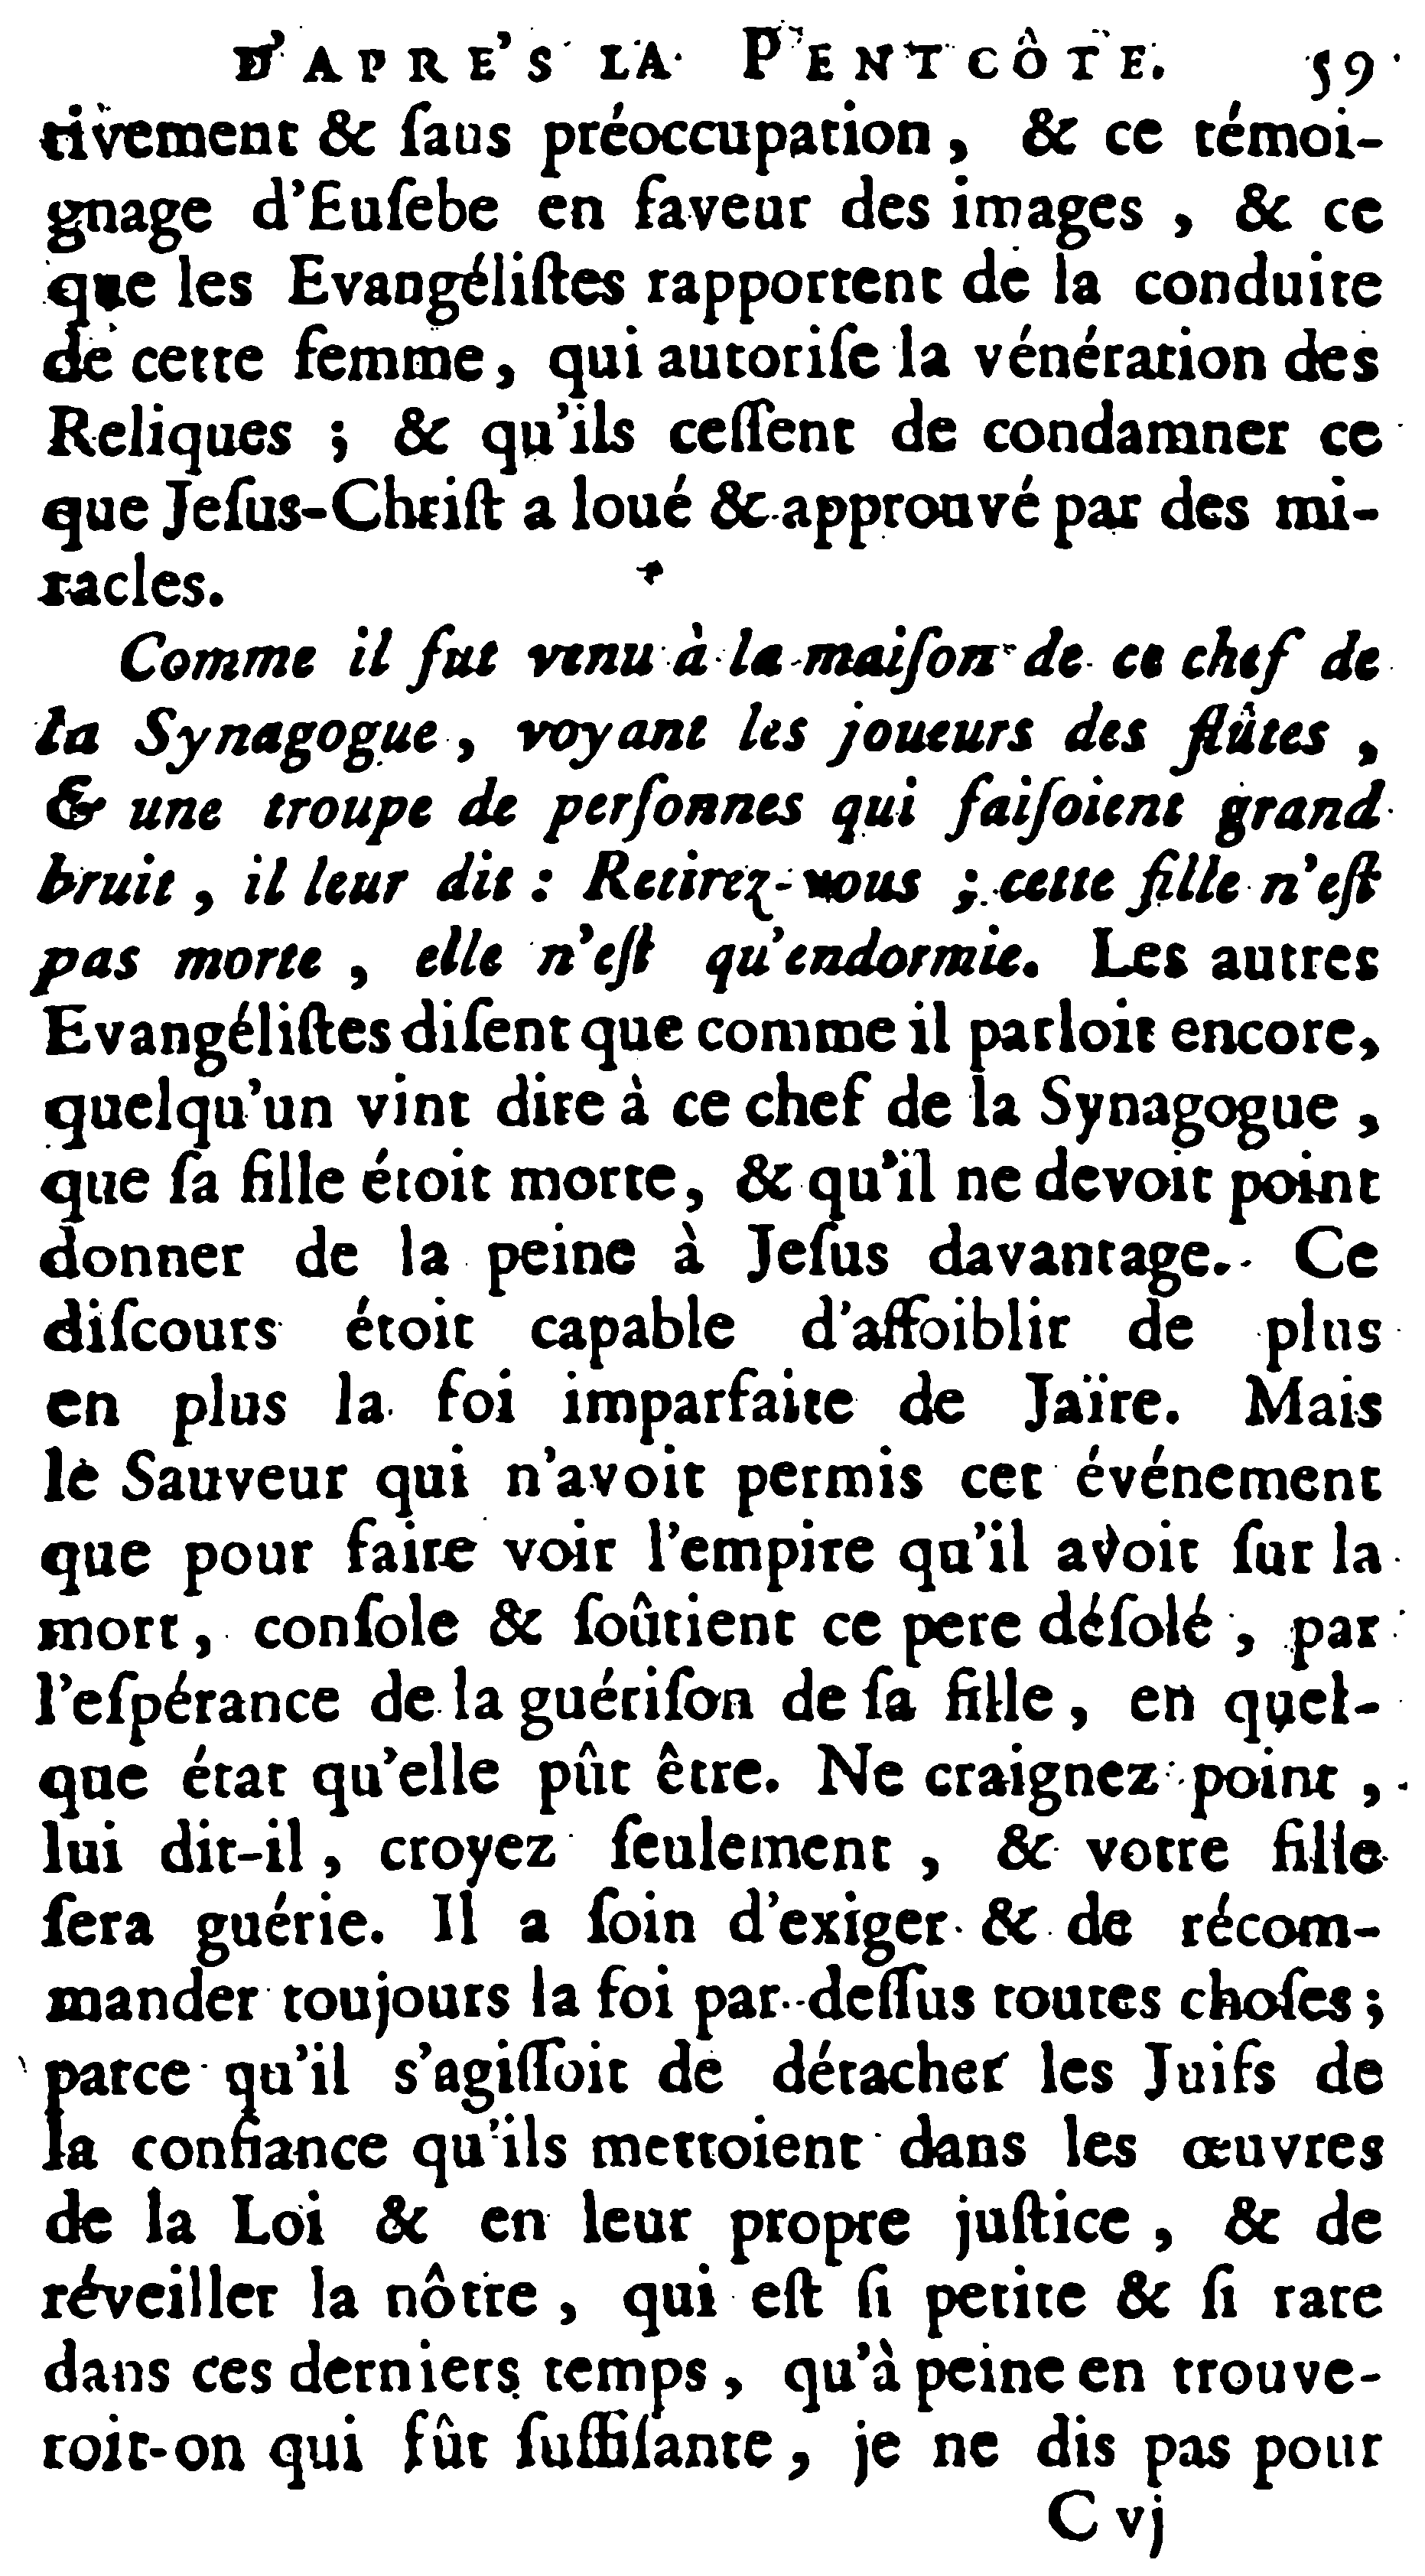 D'APRE'S LA PENTCÔTE. 59
tivement & ſaus préoccupation, & ce témoi-
gnage d'Euſebe en faveur des images, & ce
que les Evangéliſtes rapportent de la conduite
de cette femme, qui autoriſe la vénération des
Reliques ; & qu'ils ceſſent de condamner ce
que Jeſus-Chriſt a loué & approuvé par des mi-
racles.
Comme il fut venu à la maiſon de ce chef de
la Synagogue, voyant les joueurs des flûtes,
& une troupe de perſonnes qui faiſoient grand
bruit, il leur dit : Retirez-vous ; cette fille n'eſt
pas morte, elle n'eſt qu'endormie. Les autres
Evangéliſtes diſent que comme il parloit encore,
quelqu'un vint dire à ce chef de la Synagogue,
que ſa fille étoit morte, & qu'il ne devoit point
donner de la peine à Jeſus davantage. Ce
diſcours étoit capable d'affoiblir de plus
en plus la foi imparfaite de Jaïre. Mais
le Sauveur qui n'avoit permis cet événement
que pour faire voir l'empire qu'il avoit ſur la
mort, conſole & ſoûtient ce pere déſolé, par
l'eſpérance de la guériſon de ſa fille, en quel-
que état qu'elle pût être. Ne craignez point,
lui dit-il, croyez ſeulement, & votre fille
ſera guérie. Il a ſoin d'exiger & de récom-
mander toujours la foi par-deſſus toutes choſes ;
parce qu'il s'agiſſoit de détacher les Juifs de
la confiance qu'ils mettoient dans les œuvres
de la Loi & en leur propre juſtice, & de
réveiller la nôtre, qui eſt ſi petite & ſi rare
dans ces derniers temps, qu'à peine en trouve-
roit-on qui fût ſuffiſante, je ne dis pas pour
C vj